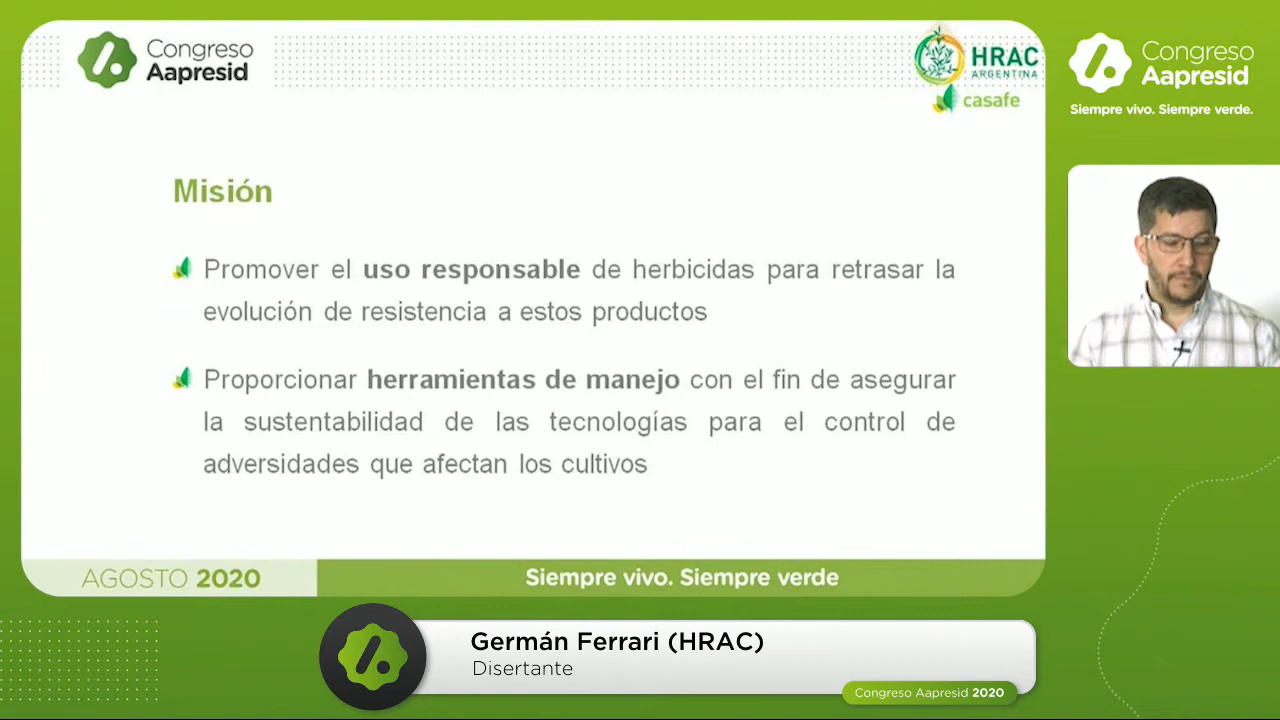 Congreso
Aapresid
HRAC
ARGENTINA
casafe
Congreso
Aapresid
Siempre vivo. Siempre verde.
Misión
Promover el uso responsable de herbicidas para retrasar la
evolución de resistencia a estos productos
Proporcionar herramientas de manejo con el fin de asegurar
la sustentabilidad de las tecnologías para el control de
adversidades que afectan los cultivos
AGOSTO 2020
Siempre vivo. Siempre verde
Germán Ferrari (HRAC)
Disertante
Congreso Aapresid 2020